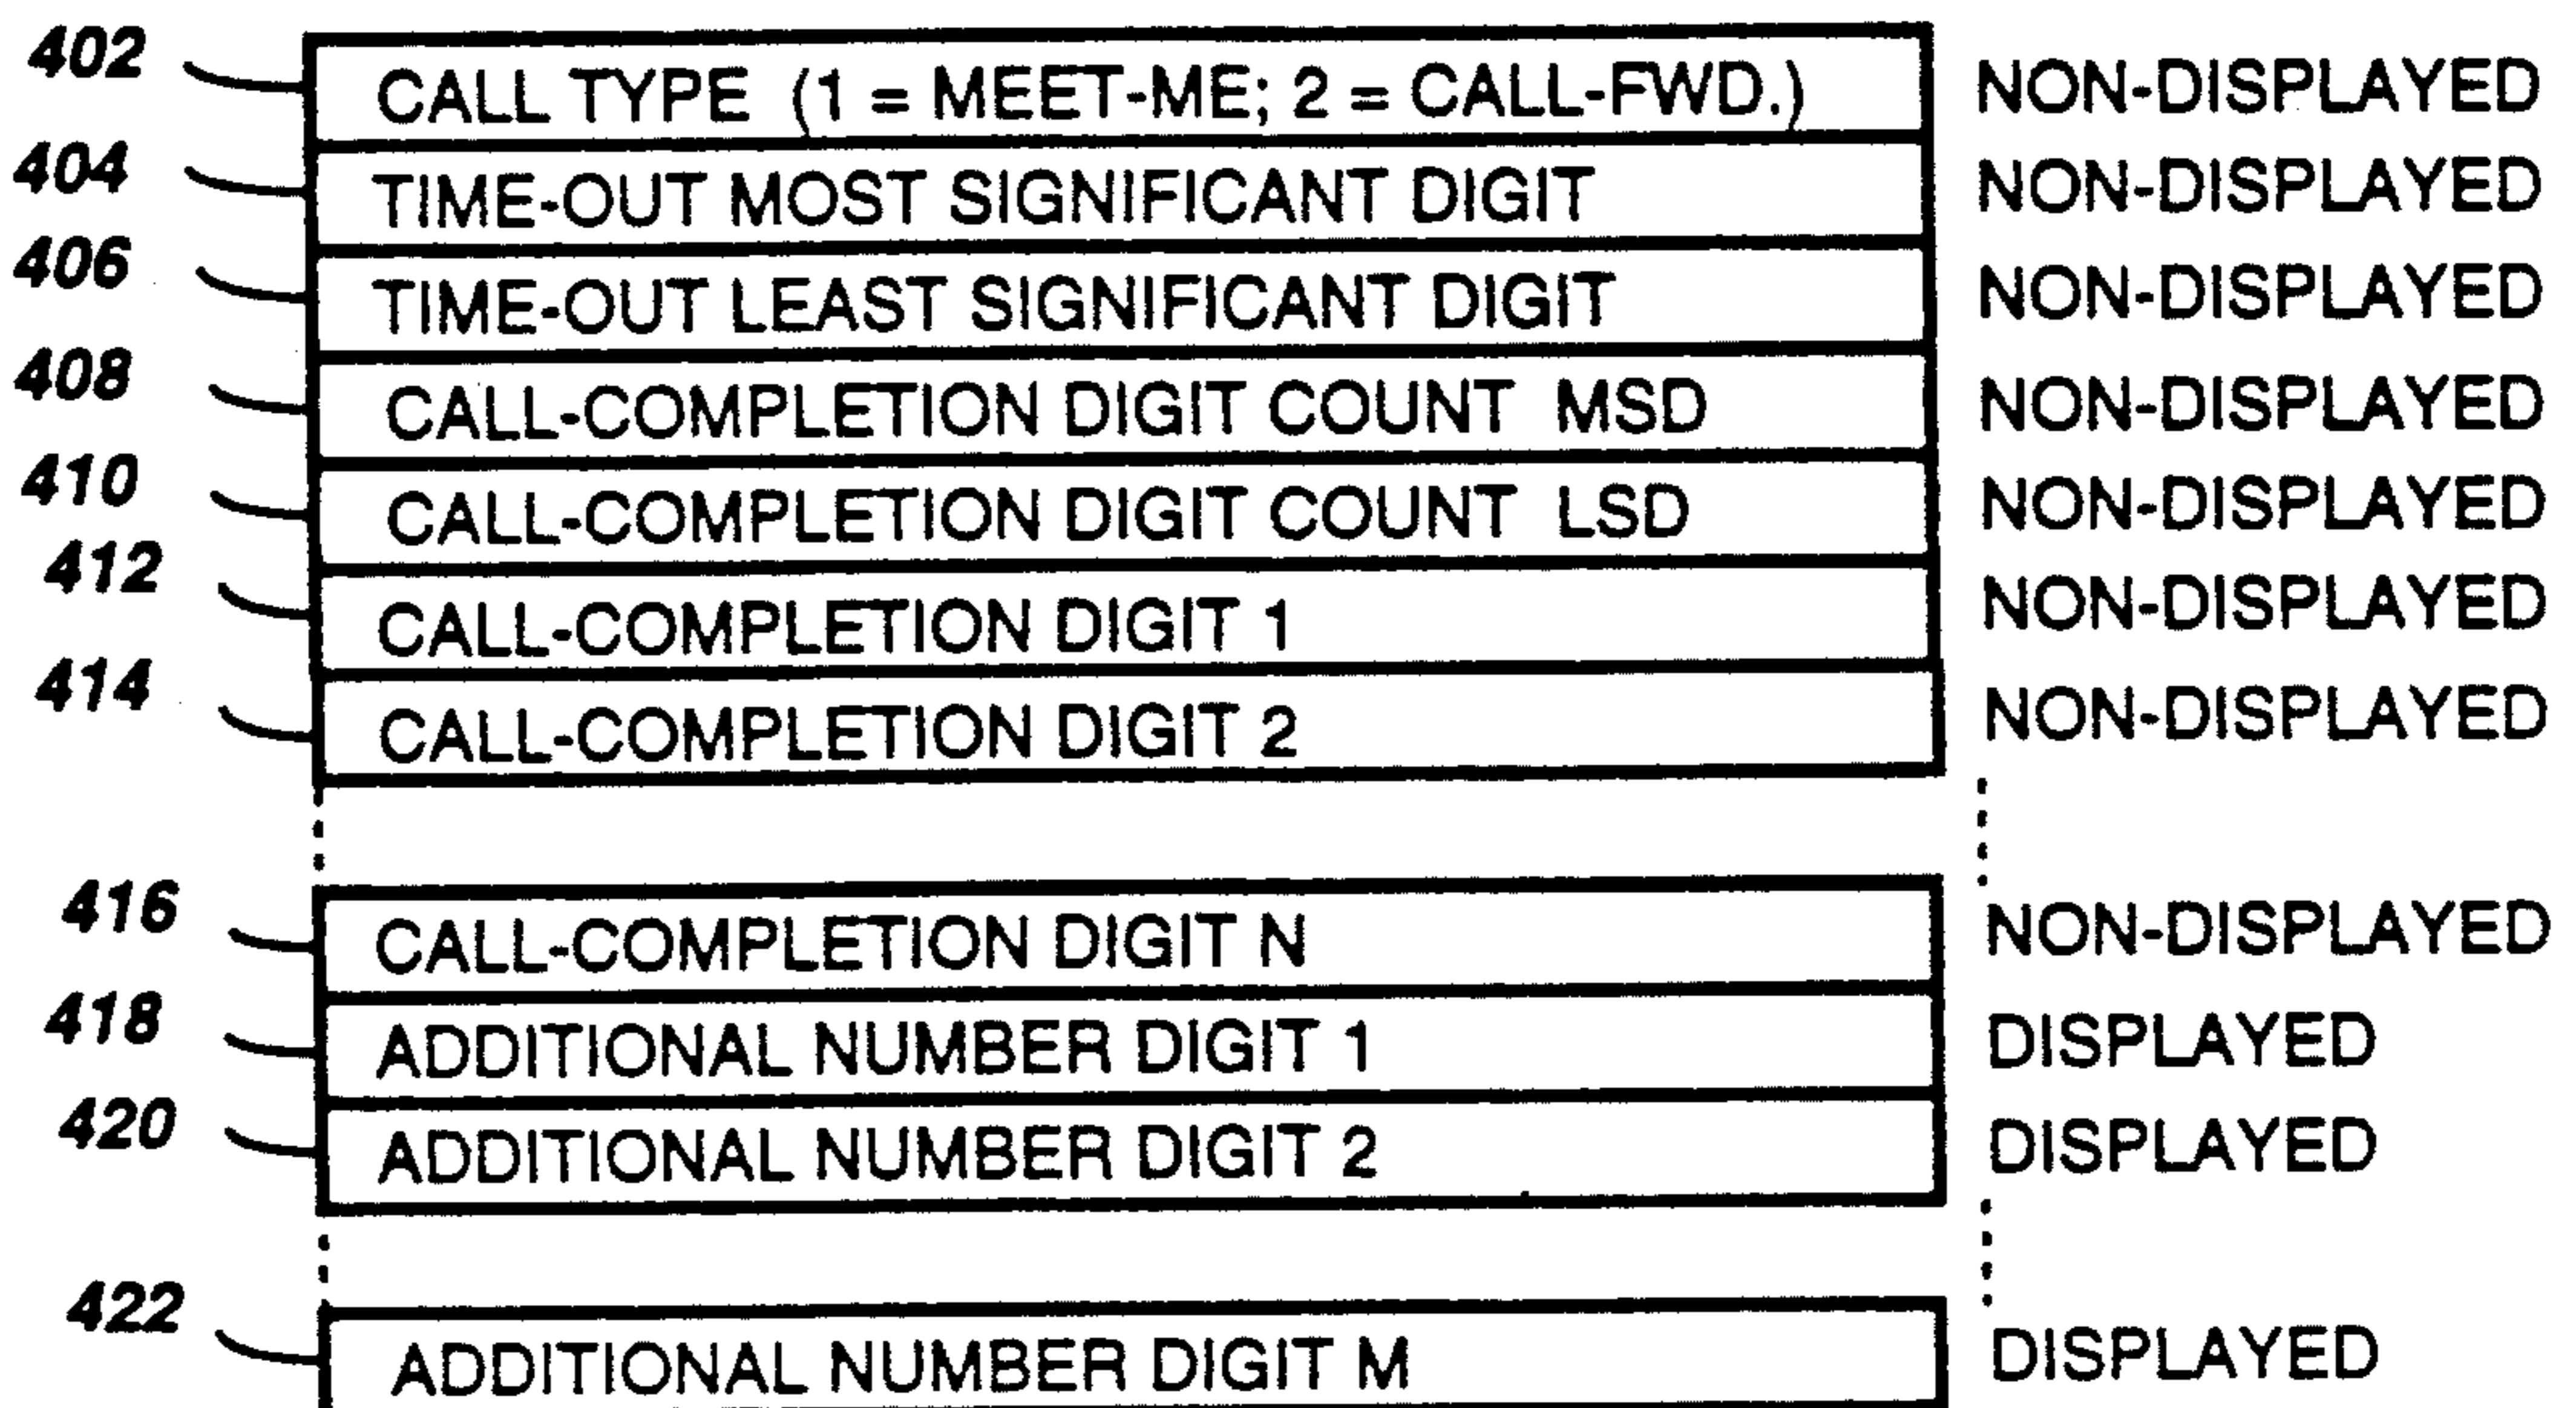 402 CALL TYPE (1 = MEET-ME; 2 = CALL-FWD.) NON-DISPLAYED
404 TIME-OUT MOST SIGNIFICANT DIGIT NON-DISPLAYED
406 TIME-OUT LEAST SIGNIFICANT DIGIT NON-DISPLAYED
408 CALL-COMPLETION DIGIT COUNT MSD NON-DISPLAYED
410 CALL-COMPLETION DIGIT COUNT LSD NON-DISPLAYED
412 CALL-COMPLETION DIGIT 1 NON-DISPLAYED
414 CALL-COMPLETION DIGIT 2 NON-DISPLAYED
416 CALL-COMPLETION DIGIT N NON-DISPLAYED
418 ADDITIONAL NUMBER DIGIT 1 DISPLAYED
420 ADDITIONAL NUMBER DIGIT 2 DISPLAYED
422 ADDITIONAL NUMBER DIGIT M DISPLAYED